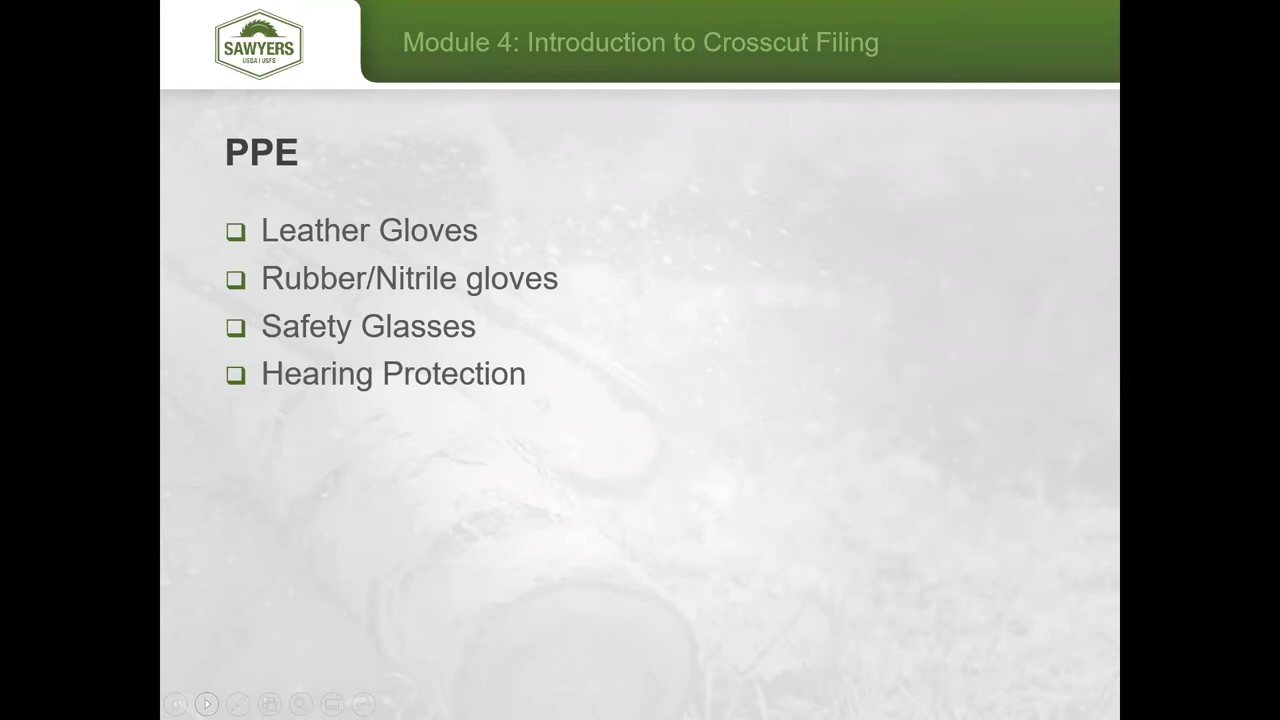 SAWYERS
USDA | USFS
Module 4: Introduction to Crosscut Filing
PPE
Leather Gloves
Rubber/Nitrile gloves
Safety Glasses
Hearing Protection